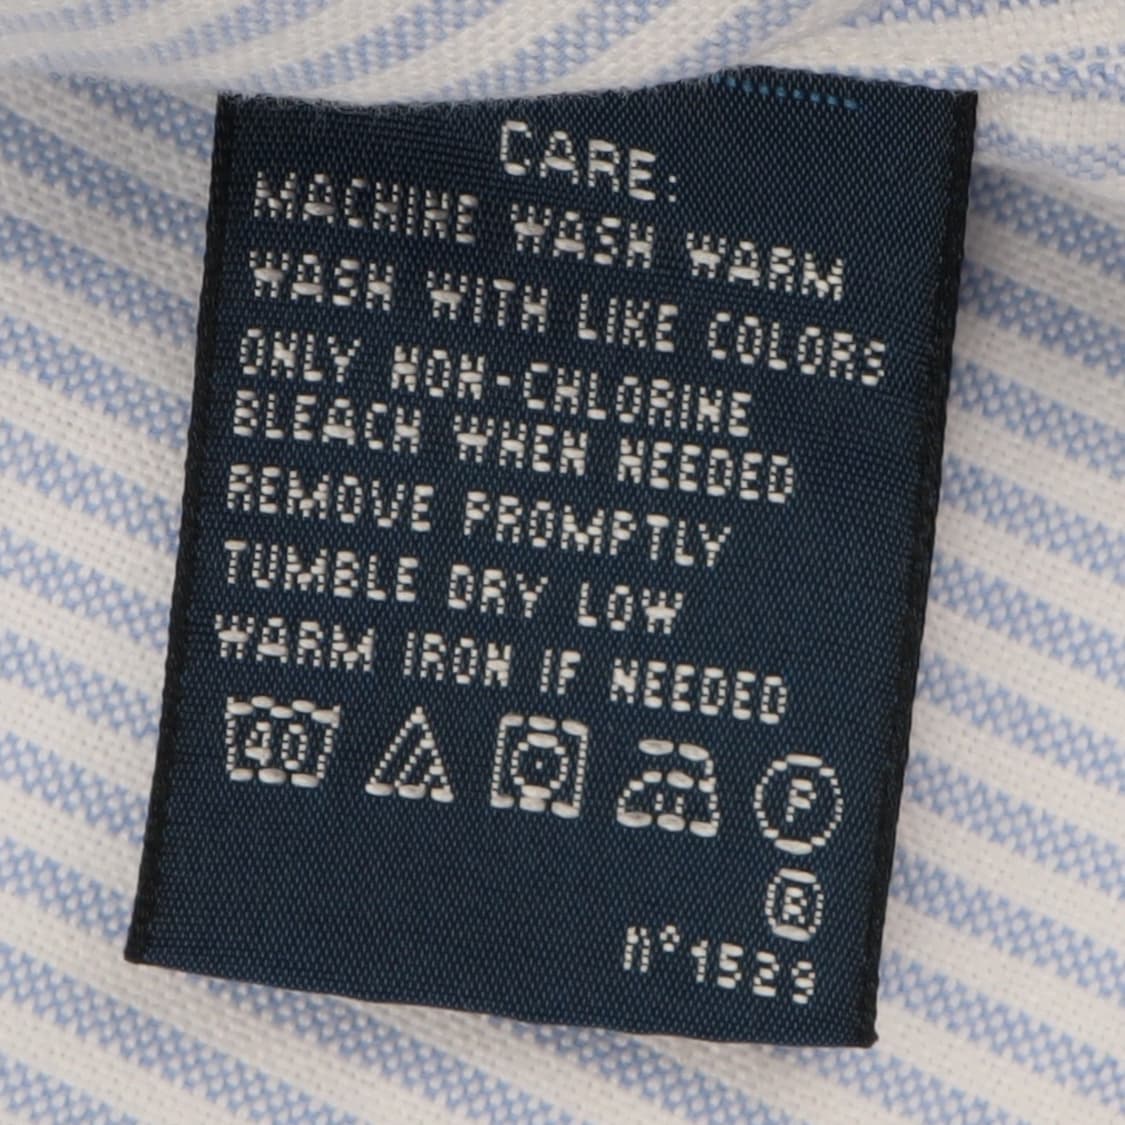 CARE:
MACHINE WASH WARM
WASH WITH LIKE COLORS
ONLY NON-CHLORINE
BLEACH WHEN NEEDED
REMOVE PROMPTLY
TUMBLE DRY LOW
WARM IRON IF NEEDED
40 F
®
n°1529